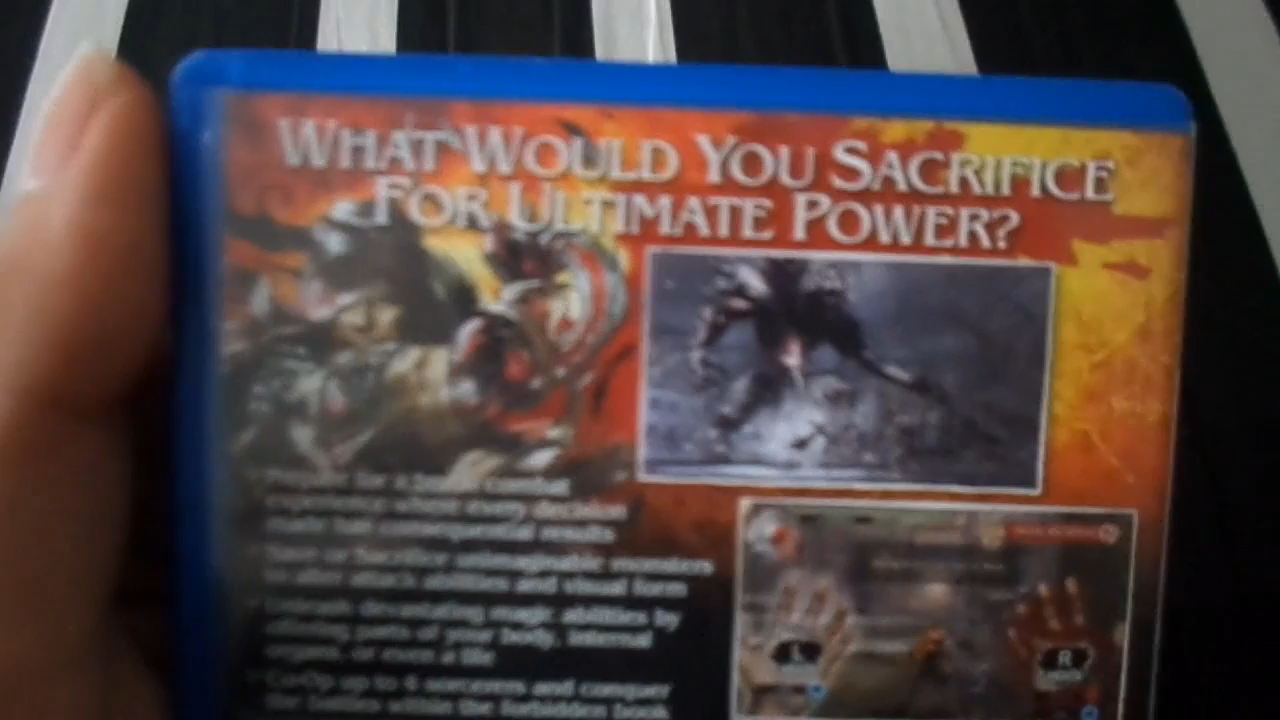 WHAT WOULD YOU SACRIFICE
FOR ULTIMATE POWER?
Prepare for a combat
experience where every decision
made has consequential results
Save or Sacrifice unimaginable monsters
to alter attack abilities and visual form
Unleash devastating magic abilities by
offering parts of your body, internal
organs, or even a life
Co-Op up to 4 sorcerers and conquer
the battles within the forbidden book
L
R